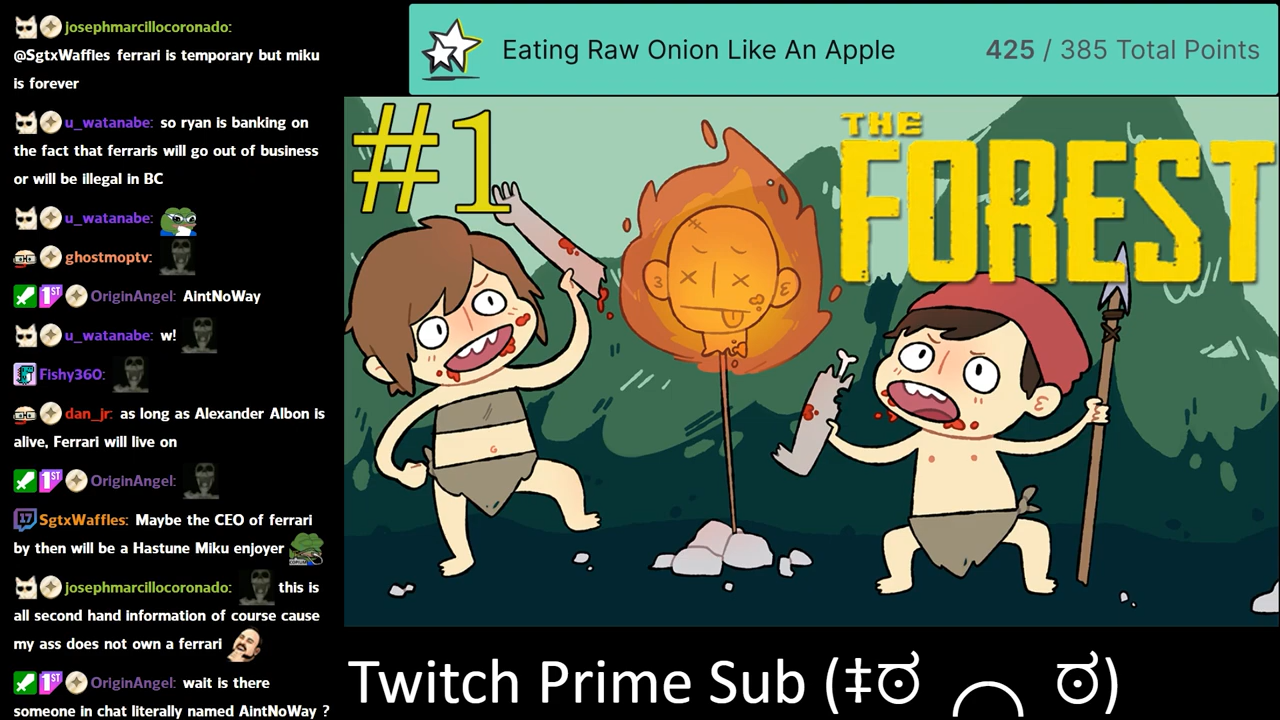 josephmarcillocoronado:
@SgtxWaffles ferrari is temporary but miku
is forever
u_watanabe: so ryan is banking on
the fact that ferraris will go out of business
or will be illegal in BC
u_watanabe:
ghostmoptv:
1ST OriginAngel: AintNoWay
u_watanabe: w!
Fishy360:
dan_jr: as long as Alexander Albon is
alive, Ferrari will live on
1ST OriginAngel:
17 SgtxWaffles: Maybe the CEO of ferrari
by then will be a Hastune Miku enjoyer
josephmarcillocoronado: this is
all second hand information of course cause
my ass does not own a ferrari
1ST OriginAngel: wait is there
someone in chat literally named AintNoWay ?
Eating Raw Onion Like An Apple 425 / 385 Total Points
#1
THE
FOREST
Twitch Prime Sub (‡ಠ ╭╮ ಠ)